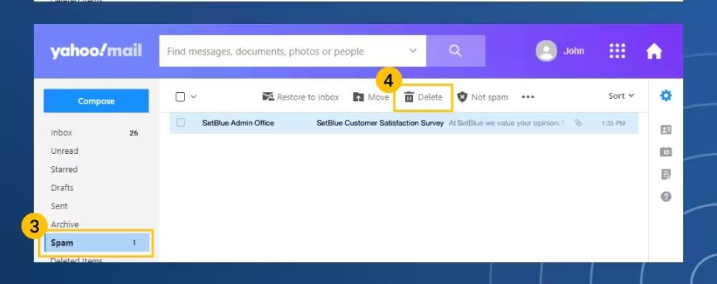 Deleted Items
yahoo!mail
Find messages, documents, photos or people
John
4
Compose
Restore to inbox
Move
Delete
Not spam
Sort
SetBlue Admin Office SetBlue Customer Satisfaction Survey At SetBlue we value your opinion. 1:35 PM
Inbox 26
Unread
Starred
Drafts
Sent
Archive
3
Spam 1
Deleted Items